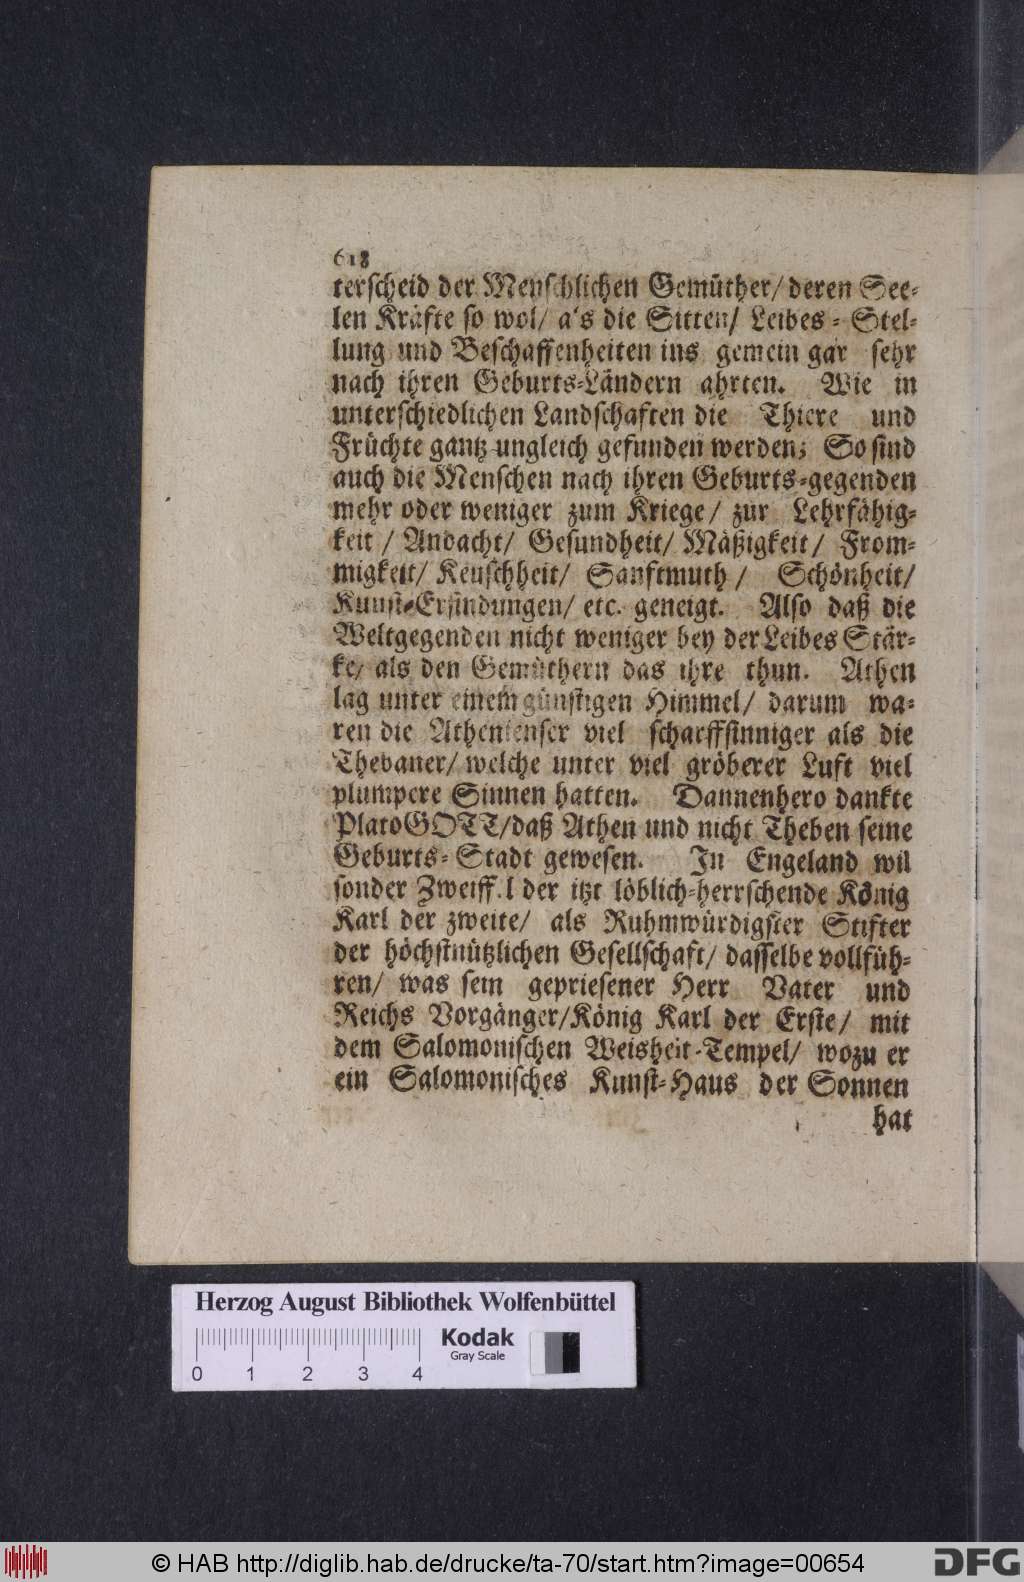 618
terscheid der Menschlichen Gemüther/ deren See-
len Kräfte so wol/ a's die Sitten/ Leibes-Stel-
lung und Beschaffenheiten ins gemein gar sehr
nach ihren Geburts-Ländern ahrten. Wie in
unterschiedlichen Landschaften die Thiere und
Früchte gantz ungleich gefunden werden; So sind
auch die Menschen nach ihren Geburts-gegenden
mehr oder weniger zum Kriege/ zur Lehrfähig-
keit / Andacht/ Gesundheit/ Mäßigkeit/ From-
migkeit/ Keuschheit/ Sanftmuth / Schönheit/
Kunst-Erfindungen/ etc. geneigt. Also daß die
Weltgegenden nicht weniger bey der Leibes Stär-
ke/ als den Gemüthern das ihre thun. Athen
lag unter einem günstigen Himmel/ darum wa-
ren die Athenienser viel scharffsinniger als die
Thebaner/ welche unter viel gröberer Luft viel
plumpere Sinnen hatten. Dannenhero dankte
Plato GOTT/ daß Athen und nicht Theben seine
Geburts-Stadt gewesen. In Engeland wil
sonder Zweiff.l der itzt löblich-herrschende König
Karl der zweite/ als Ruhmwürdigster Stifter
der höchstnützlichen Gesellschaft/ dasselbe vollfüh-
ren/ was sein gepriesener Herr Vater und
Reichs Vorgänger/ König Karl der Erste/ mit
dem Salomonischen Weisheit-Tempel/ wozu er
ein Salomonisches Kunst-Haus der Sonnen
hat
Herzog August Bibliothek Wolfenbüttel
Kodak
Gray Scale
0 1 2 3 4
© HAB http://diglib.hab.de/drucke/ta-70/start.htm?image=00654
DFG